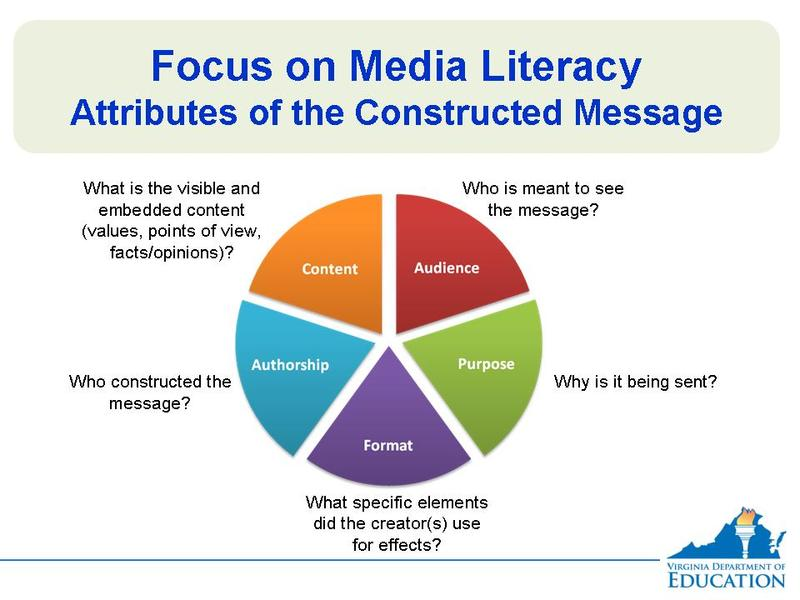 Focus on Media Literacy
Attributes of the Constructed Message
What is the visible and
embedded content
(values, points of view,
facts/opinions)?
Who is meant to see
the message?
Content
Audience
Authorship
Purpose
Format
Who constructed the
message?
Why is it being sent?
What specific elements
did the creator(s) use
for effects?
VIRGINIA DEPARTMENT OF
EDUCATION